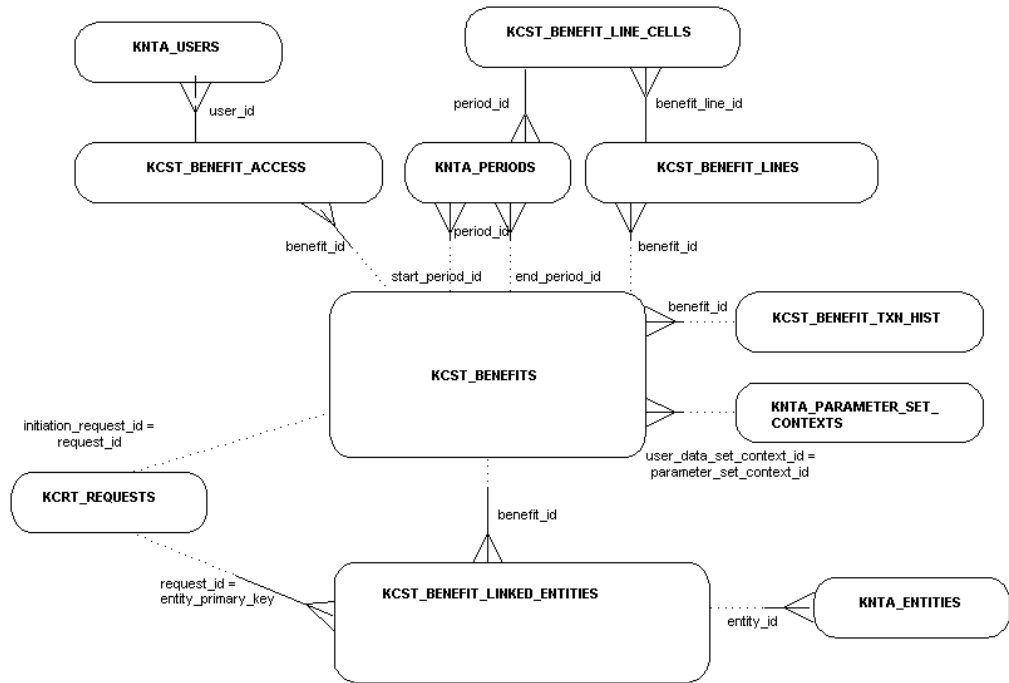 KNTA_USERS
KCST_BENEFIT_LINE_CELLS
user_id
period_id
benefit_line_id
KCST_BENEFIT_ACCESS
KNTA_PERIODS
KCST_BENEFIT_LINES
benefit_id
period_id
benefit_id
start_period_id
end_period_id
benefit_id
KCST_BENEFIT_TXN_HIST
KCST_BENEFITS
KNTA_PARAMETER_SET_
CONTEXTS
initiation_request_id =
request_id
user_data_set_context_id =
parameter_set_context_id
KCRT_REQUESTS
benefit_id
request_id =
entity_primary_key
KCST_BENEFIT_LINKED_ENTITIES
KNTA_ENTITIES
entity_id